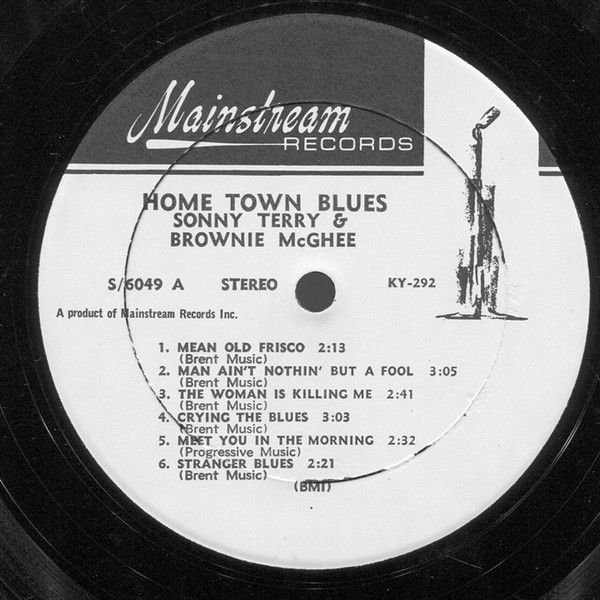 Mainstream
RECORDS
HOME TOWN BLUES
SONNY TERRY &
BROWNIE McGHEE
S/6049 A STEREO KY-292
A product of Mainstream Records Inc.
1. MEAN OLD FRISCO 2:13
(Brent Music)
2. MAN AIN'T NOTHIN' BUT A FOOL 3:05
(Brent Music)
3. THE WOMAN IS KILLING ME 2:41
(Brent Music)
4. CRYING THE BLUES 3:03
(Brent Music)
5. MEET YOU IN THE MORNING 2:32
(Progressive Music)
6. STRANGER BLUES 2:21
(Brent Music)
(BMI)